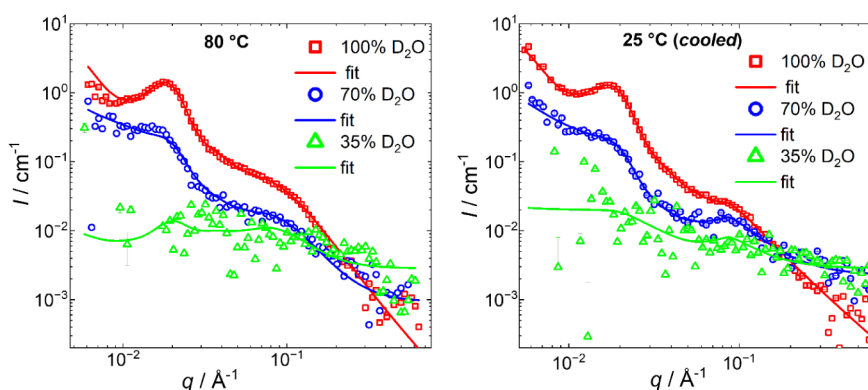 80 °C
100% D₂O
fit
70% D₂O
fit
35% D₂O
fit
I / cm⁻¹
10¹
10⁰
10⁻¹
10⁻²
10⁻³
10⁻²
10⁻¹
q / Å⁻¹
25 °C (cooled)
100% D₂O
fit
70% D₂O
fit
35% D₂O
fit
I / cm⁻¹
10¹
10⁰
10⁻¹
10⁻²
10⁻³
10⁻²
10⁻¹
q / Å⁻¹